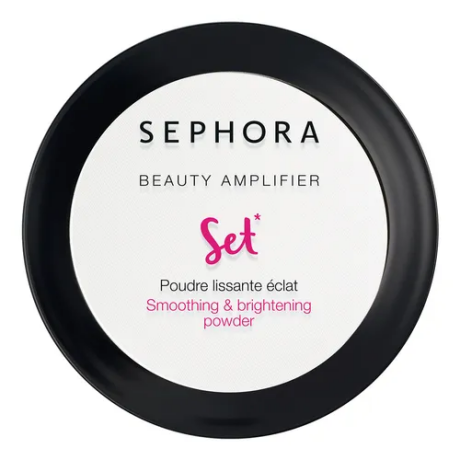 SEPHORA
BEAUTY AMPLIFIER
Set*
Poudre lissante éclat
Smoothing & brightening
powder